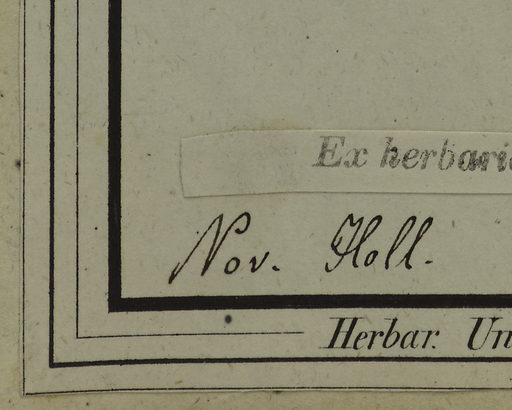 Ex herbari
Nov. Holl.
Herbar. Un